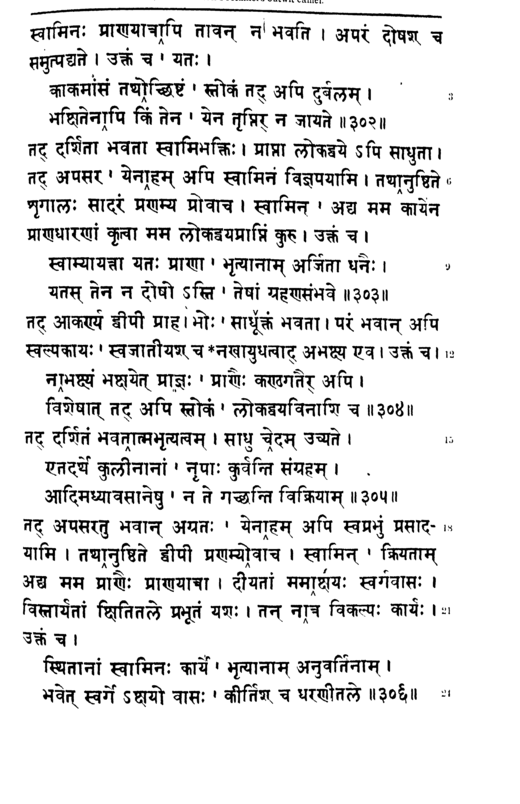 स्वामिनः प्राणयात्रापि तावन् न भवति । अपरं दोषश् च
समुत्पद्यते । उक्तं च ' यतः ।
काकमांसं तथोच्छिष्टं ' स्तोकं तद् अपि दुर्बलम् ।
3
भक्षितेनापि किं तेन ' येन तृप्तिर् न जायते ॥३०२॥
तद् दर्शिता भवता स्वामिभक्तिः । प्राप्ता लोकद्वये ऽपि साधुता ।
तद् अपसर ' येनाहम् अपि स्वामिनं विज्ञपयामि । तथानुष्ठिते 6
शृगालः सादरं प्रणम्य प्रोवाच । स्वामिन् ' अद्य मम कायेन
प्राणधारणां कृत्वा मम लोकद्वयप्राप्तिं कुरु । उक्तं च ।
स्वाम्यायत्ता यतः प्राणा ' भृत्यानाम् अर्जिता धनैः । 9
यतस् तेन न दोषो ऽस्ति ' तेषां ग्रहणसंभवे ॥३०३॥
तद् आकर्ण्य द्वीपी प्राह । भोः ' साधूक्तं भवता । परं भवान् अपि
स्वल्पकायः ' स्वजातीयश् च *नखायुधत्वाद् अभक्ष्य एव । उक्तं च । 12
नाभक्ष्यं भक्षयेत् प्राज्ञः ' प्राणैः कण्ठगतैर् अपि ।
विशेषात् तद् अपि स्तोकं ' लोकद्वयविनाशि च ॥३०४॥
तद् दर्शितं भवतात्मभृत्यत्वम् । साधु चेदम् उच्यते । 15
एतदर्थे कुलीनानां ' नृपाः कुर्वन्ति संग्रहम् ।
आदिमध्यावसानेषु ' न ते गच्छन्ति विक्रियाम् ॥३०५॥
तद् अपसरतु भवान् अग्रतः ' येनाहम् अपि स्वप्रभुं प्रसाद- 18
यामि । तथानुष्ठिते द्वीपी प्रणम्योवाच । स्वामिन् ' क्रियताम्
अद्य मम प्राणैः प्राणयात्रा । दीयतां ममाक्षयः स्वर्गवासः ।
विस्तार्यतां क्षितितले प्रभूतं यशः । तन् नात्र विकल्पः कार्यः । 21
उक्तं च ।
स्थितानां स्वामिनः कार्ये ' भृत्यानाम् अनुवर्तिनाम् ।
भवेत् स्वर्गे ऽक्षयो वासः ' कीर्तिश् च धरणीतले ॥३०६॥ 24